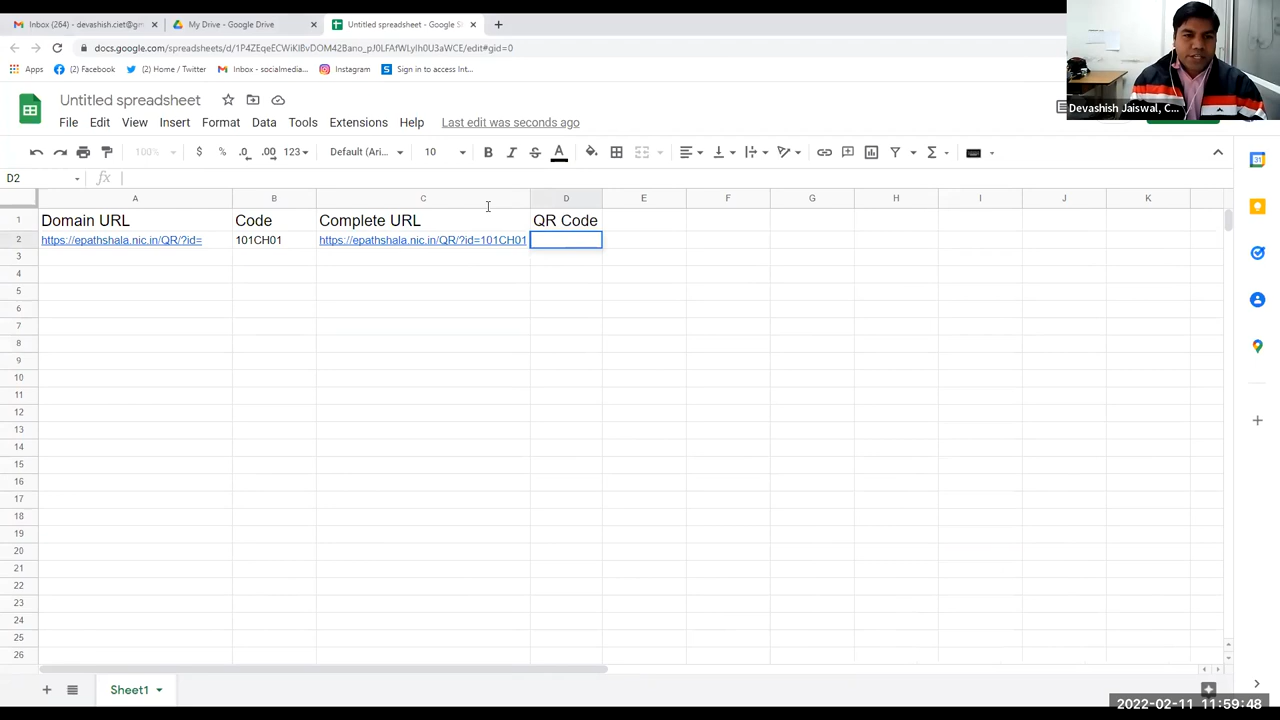 Inbox (264) - devashish.ciet@gm
My Drive - Google Drive
Untitled spreadsheet - Google S
docs.google.com/spreadsheets/d/
/edit#gid=0
Apps
(2) Facebook
(2) Home / Twitter
Inbox - socialmedia...
Instagram
Sign in to access Int...
Devashish Jaiswal, C...
Untitled spreadsheet
File Edit View Insert Format Data Tools Extensions Help Last edit was seconds ago
100% $ % .0 .00 123 Default (Ari... 10 B I S A
D2 fx
A B C D E F G H I J K
1 Domain URL Code Complete URL QR Code
2 https://epathshala.nic.in/QR/?id= 101CH01 https://epathshala.nic.in/QR/?id=101CH01
3
4
5
6
7
8
9
10
11
12
13
14
15
16
17
18
19
20
21
22
23
24
25
26
Sheet1
2022-02-11 11:59:48